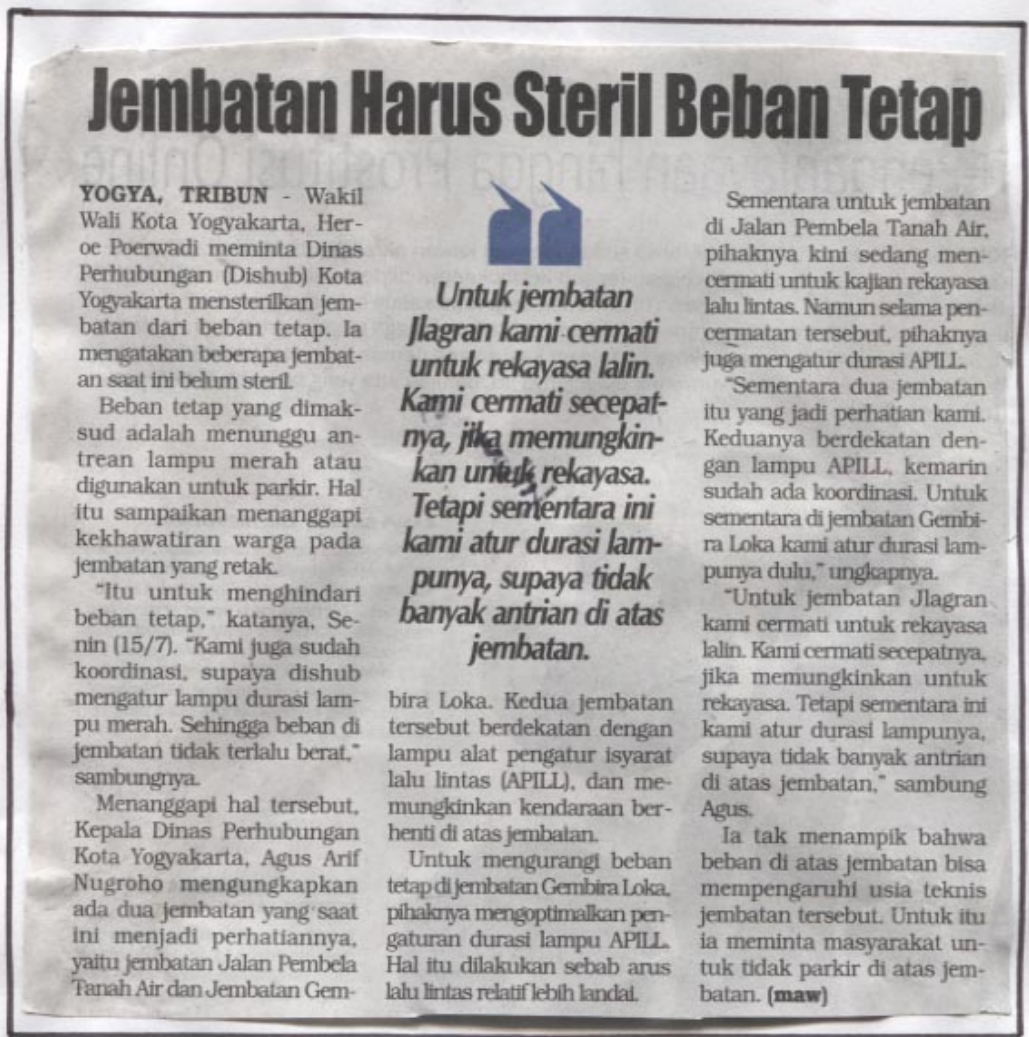 Jembatan Harus Steril Beban Tetap
YOGYA, TRIBUN - Wakil
Wali Kota Yogyakarta, Her-
oe Poerwadi meminta Dinas
Perhubungan (Dishub) Kota
Yogyakarta mensterilkan jem-
batan dari beban tetap. Ia
mengatakan beberapa jembat-
an saat ini belum steril.
Beban tetap yang dimak-
sud adalah menunggu an-
trean lampu merah atau
digunakan untuk parkir. Hal
itu sampaikan menanggapi
kekhawatiran warga pada
jembatan yang retak.
"Itu untuk menghindari
beban tetap," katanya, Se-
nin (15/7). "Kami juga sudah
koordinasi, supaya dishub
mengatur lampu durasi lam-
pu merah. Sehingga beban di
jembatan tidak terlalu berat,"
sambungnya.
Menanggapi hal tersebut,
Kepala Dinas Perhubungan
Kota Yogyakarta, Agus Arif
Nugroho mengungkapkan
ada dua jembatan yang saat
ini menjadi perhatiannya,
yaitu jembatan Jalan Pembela
Tanah Air dan Jembatan Gem-
Untuk jembatan
Jlagran kami cermati
untuk rekayasa lalin.
Kami cermati secepat-
nya, jika memungkin-
kan untuk rekayasa.
Tetapi sementara ini
kami atur durasi lam-
punya, supaya tidak
banyak antrian di atas
jembatan.
bira Loka. Kedua jembatan
tersebut berdekatan dengan
lampu alat pengatur isyarat
lalu lintas (APILL), dan me-
mungkinkan kendaraan ber-
henti di atas jembatan.
Untuk mengurangi beban
tetap di jembatan Gembira Loka,
pihaknya mengoptimalkan pen-
gaturan durasi lampu APILL.
Hal itu dilakukan sebab arus
lalu lintas relatif lebih landai.
Sementara untuk jembatan
di Jalan Pembela Tanah Air,
pihaknya kini sedang men-
cermati untuk kajian rekayasa
lalu lintas. Namun selama pen-
cermatan tersebut, pihaknya
juga mengatur durasi APILL.
"Sementara dua jembatan
itu yang jadi perhatian kami.
Keduanya berdekatan den-
gan lampu APILL, kemarin
sudah ada koordinasi. Untuk
sementara di jembatan Gembi-
ra Loka kami atur durasi lam-
punya dulu," ungkapnya.
"Untuk jembatan Jlagran
kami cermati untuk rekayasa
lalin. Kami cermati secepatnya,
jika memungkinkan untuk
rekayasa. Tetapi sementara ini
kami atur durasi lampunya,
supaya tidak banyak antrian
di atas jembatan," sambung
Agus.
Ia tak menampik bahwa
beban di atas jembatan bisa
mempengaruhi usia teknis
jembatan tersebut. Untuk itu
ia meminta masyarakat un-
tuk tidak parkir di atas jem-
batan. (maw)